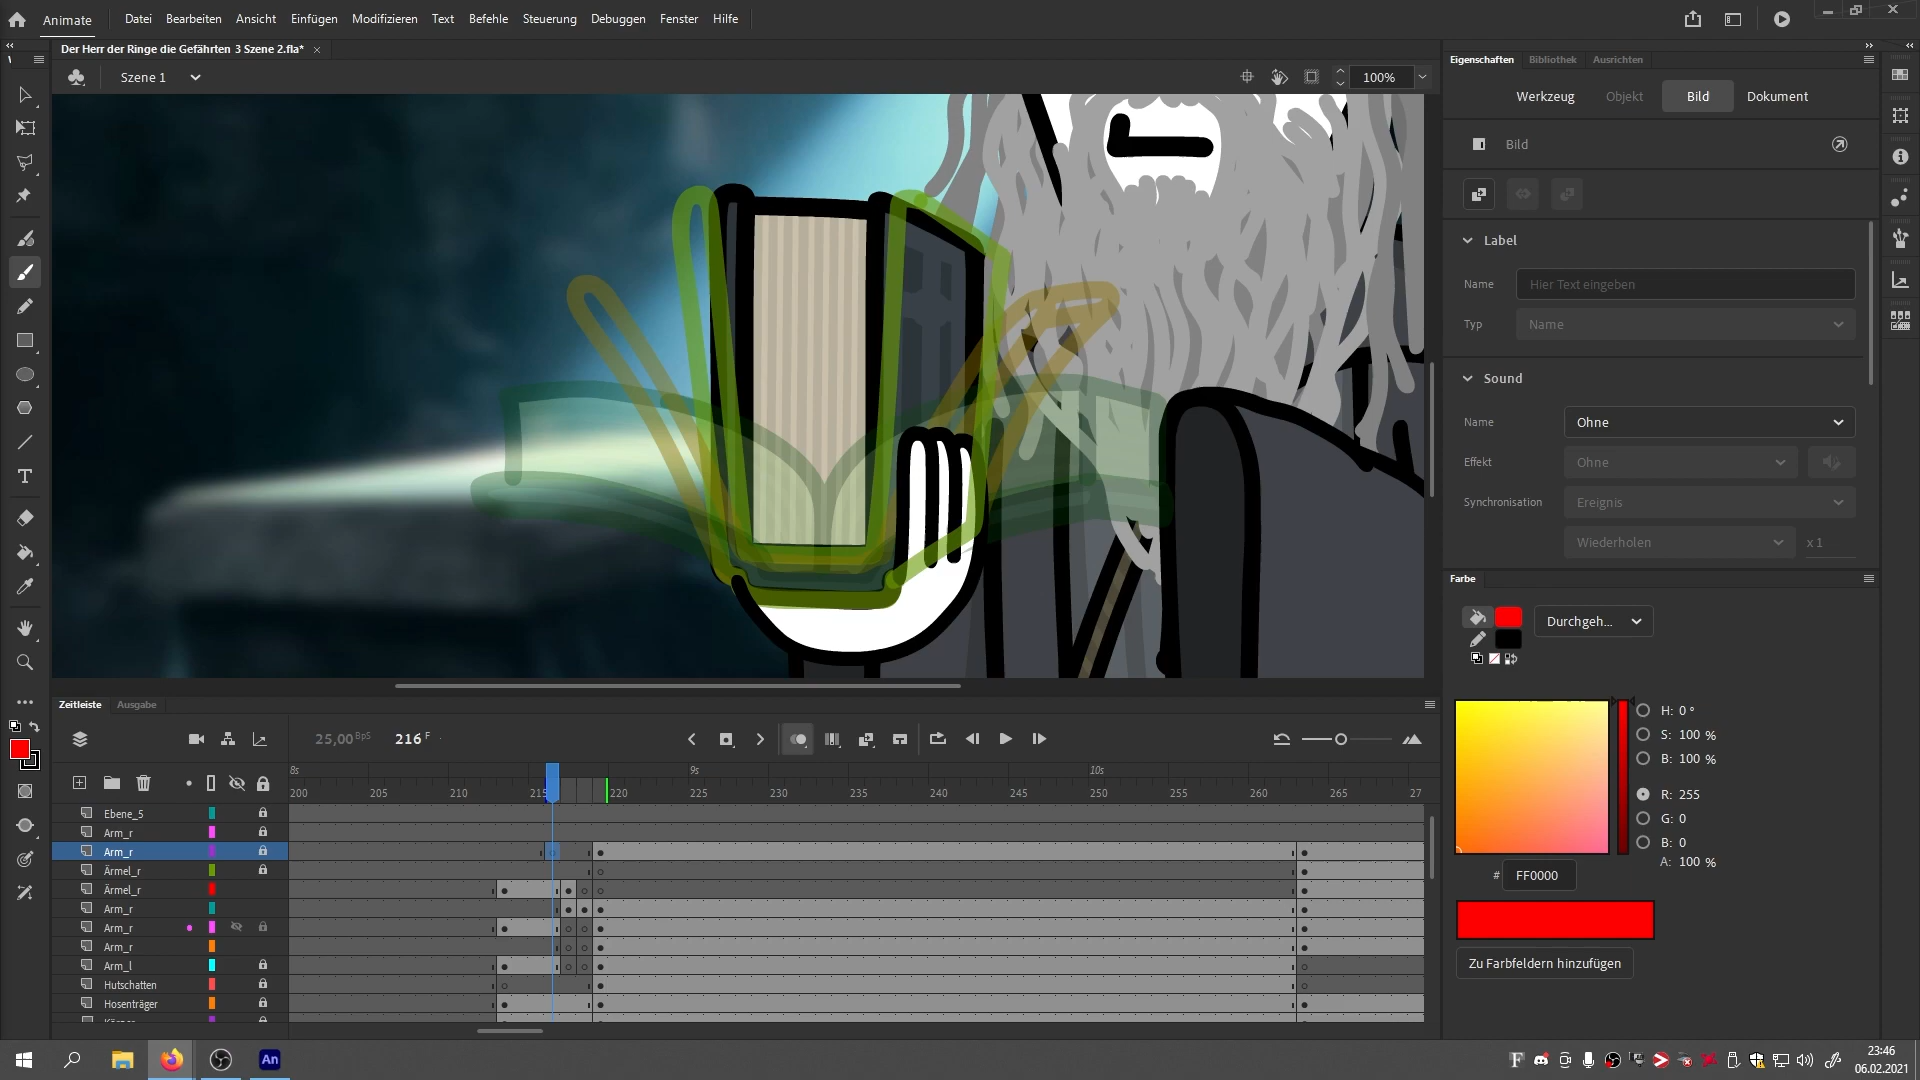 Animate Datei Bearbeiten Ansicht Einfügen Modifizieren Text Befehle Steuerung Debuggen Fenster Hilfe
Der Herr der Ringe die Gefährten 3 Szene 2.fla* ×
Szene 1
100%
Eigenschaften Bibliothek Ausrichten
Werkzeug Objekt Bild Dokument
Bild
Label
Name Hier Text eingeben
Typ Name
Sound
Name Ohne
Effekt Ohne
Synchronisation Ereignis
Wiederholen x 1
Farbe
Durchgeh...
H: 0 °
S: 100 %
B: 100 %
R: 255
G: 0
B: 0
A: 100 %
# FF0000
Zu Farbfeldern hinzufügen
Zeitleiste Ausgabe
25,00 BpS 216 F
8s 9s 10s
200 205 210 215 220 225 230 235 240 245 250 255 260 265 27
Ebene_5
Arm_r
Arm_r
Ärmel_r
Ärmel_r
Arm_r
Arm_r
Arm_r
Arm_l
Hutschatten
Hosenträger
An
23:46
06.02.2021